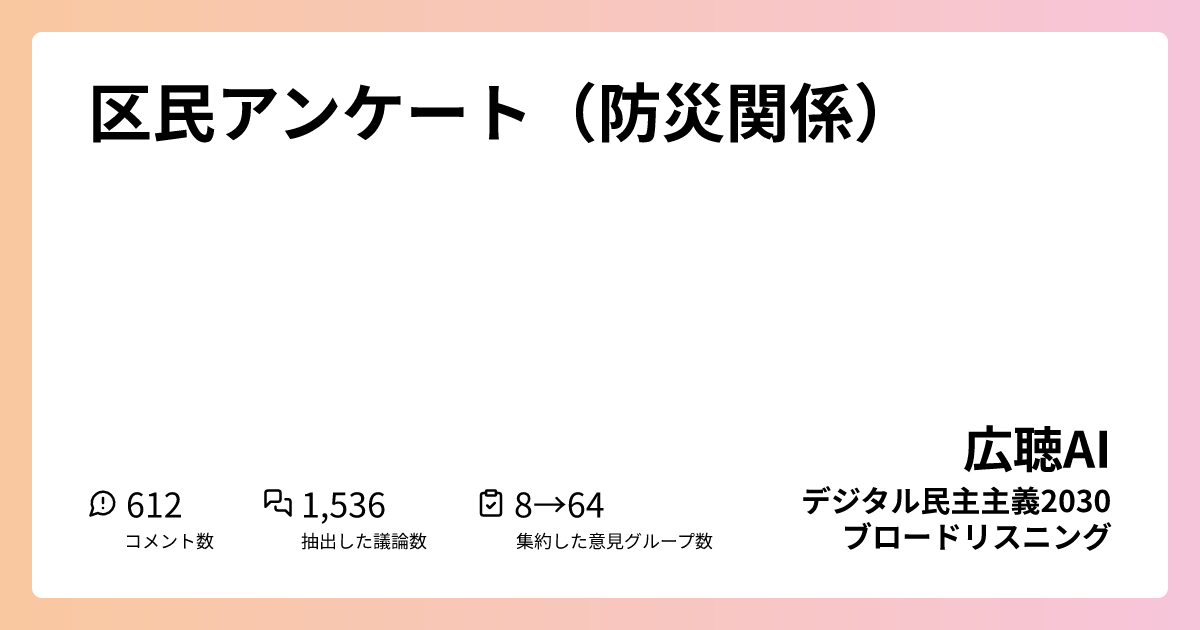 区民アンケート（防災関係）
広聴AI
デジタル民主主義2030
ブロードリスニング
612
コメント数
1,536
抽出した議論数
8→64
集約した意見グループ数